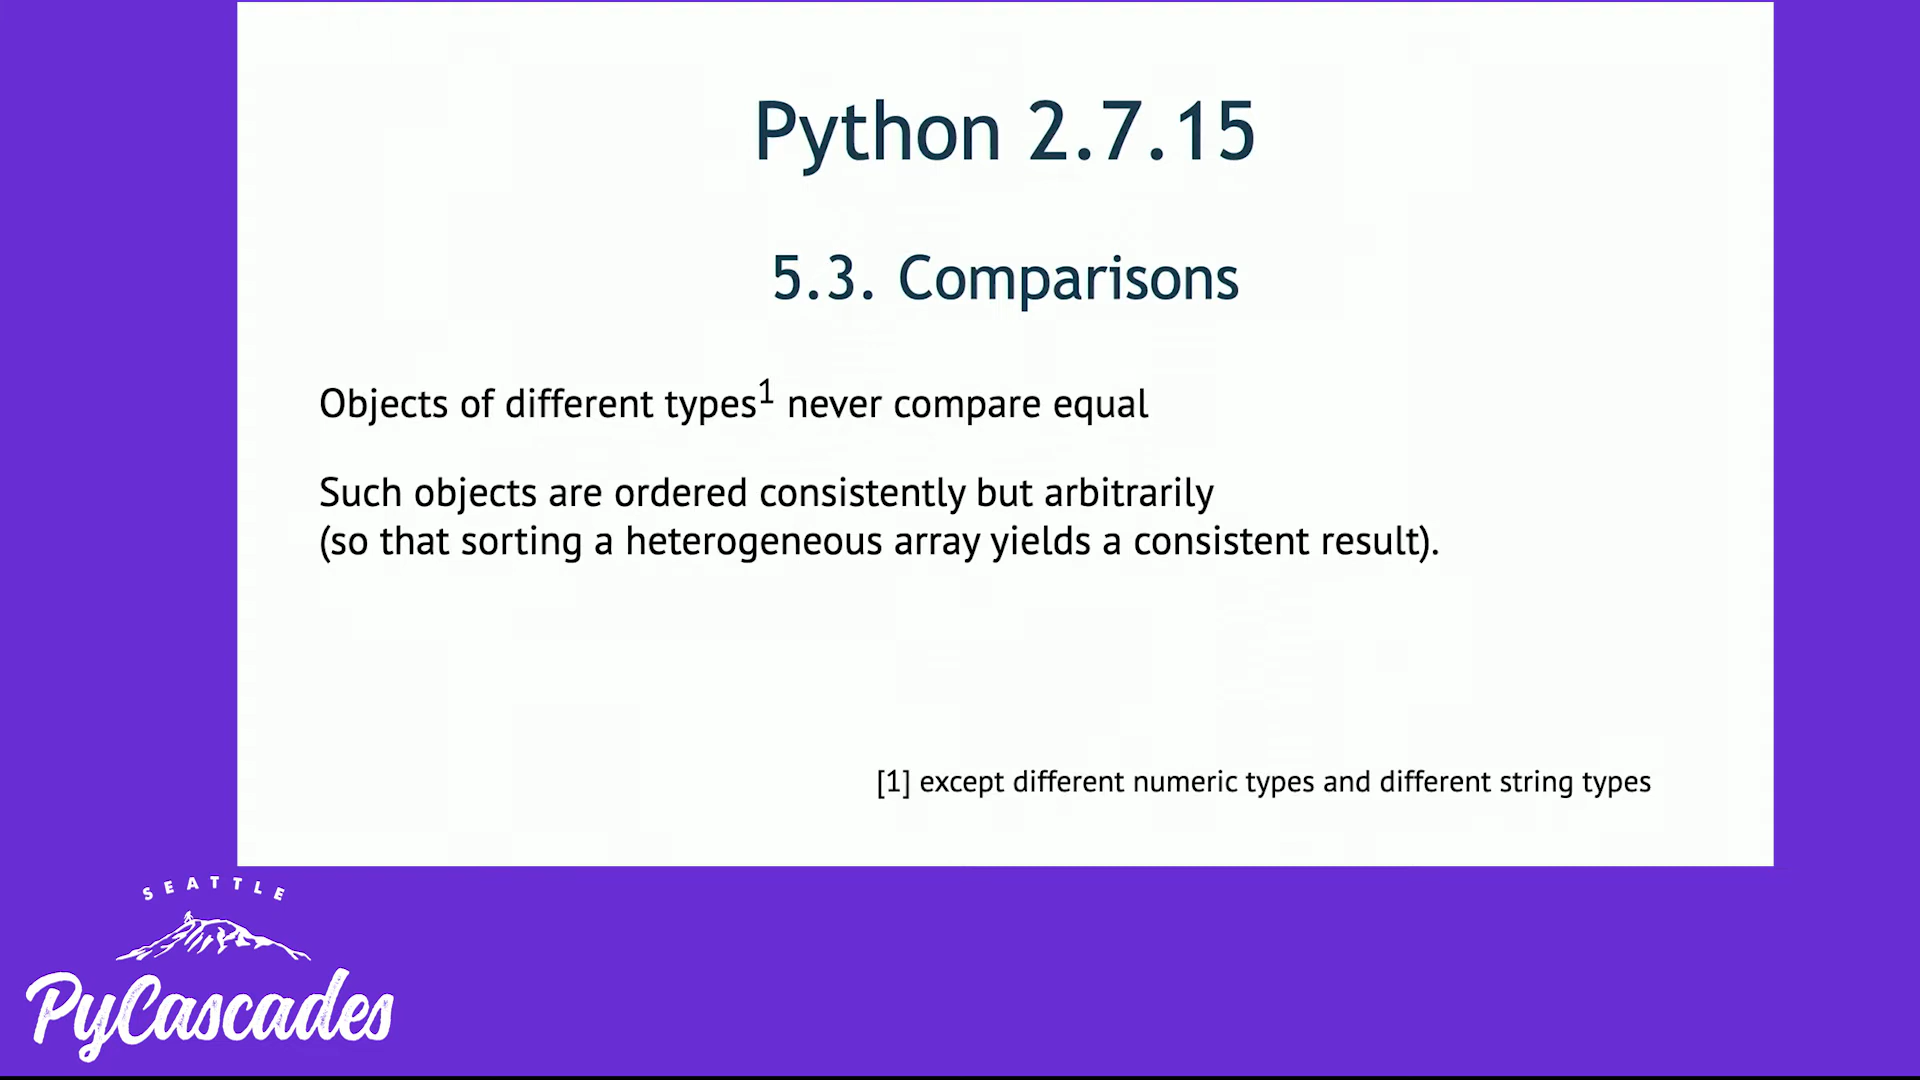 Python 2.7.15
5.3. Comparisons
Objects of different types¹ never compare equal
Such objects are ordered consistently but arbitrarily
(so that sorting a heterogeneous array yields a consistent result).
[1] except different numeric types and different string types
SEATTLE
PyCascades